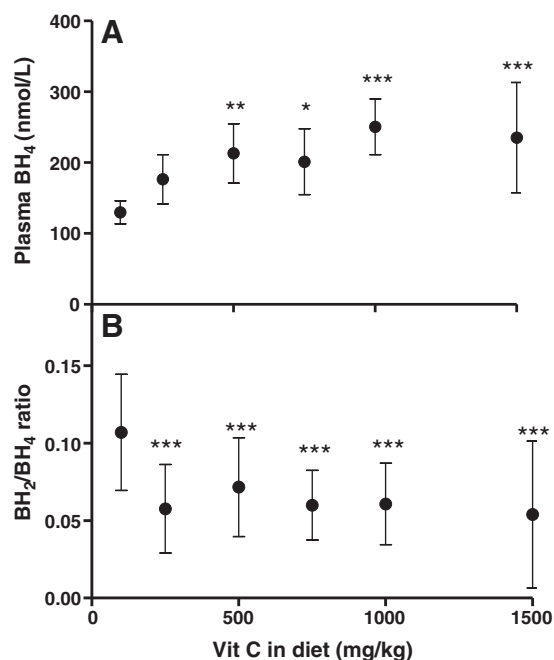 A
Plasma BH₄ (nmol/L)
400
300
200
100
0
** * *** ***
B
BH₂/BH₄ ratio
0.15
0.10
0.05
0.00
*** *** *** *** ***
0 500 1000 1500
Vit C in diet (mg/kg)